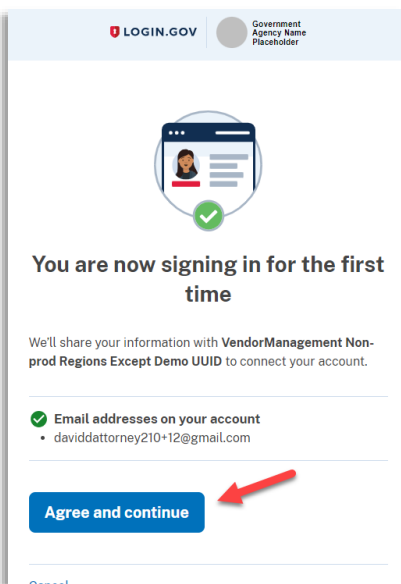 LOGIN.GOV
Government
Agency Name
Placeholder
You are now signing in for the first
time
We'll share your information with VendorManagement Non-
prod Regions Except Demo UUID to connect your account.
Email addresses on your account
• daviddattorney210+12@gmail.com
Agree and continue
Cancel